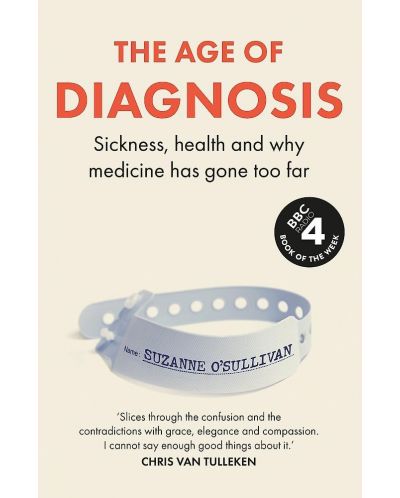 THE AGE OF
DIAGNOSIS
Sickness, health and why
medicine has gone too far
BBC
RADIO
4
BOOK OF THE WEEK
Name: SUZANNE O'SULLIVAN
‘Slices through the confusion and the
contradictions with grace, elegance and compassion.
I cannot say enough good things about it.’
CHRIS VAN TULLEKEN